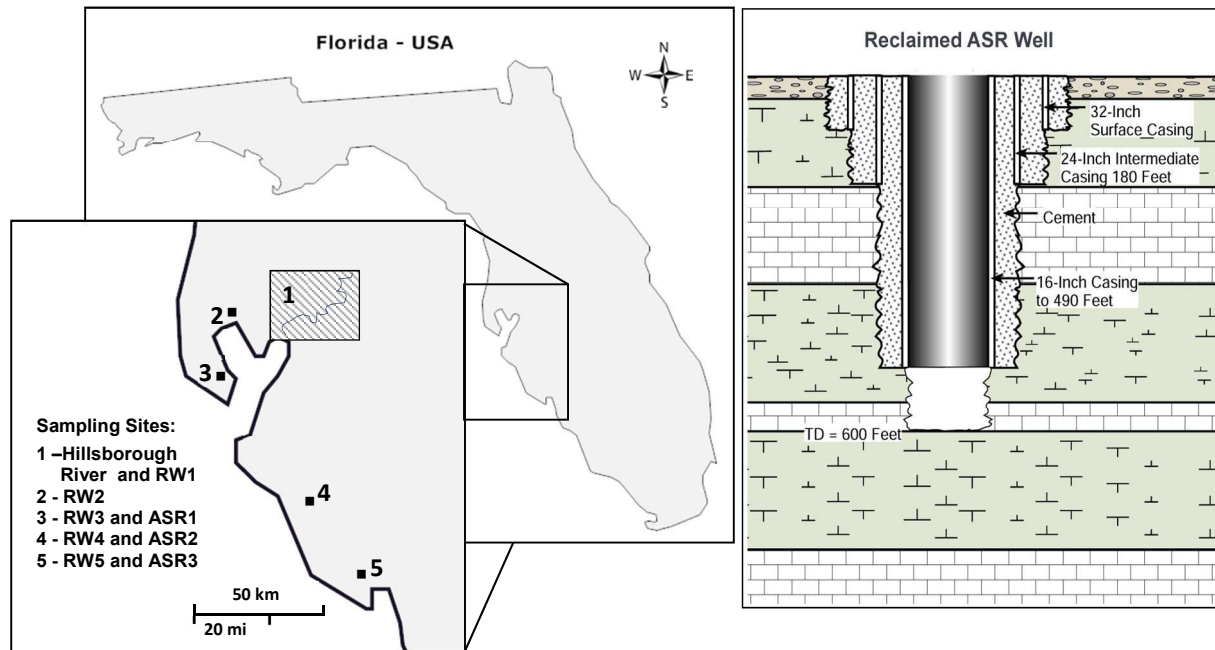 Florida - USA
N
W E
S
1
2
3
4
5
Sampling Sites:
1 –Hillsborough
River and RW1
2 - RW2
3 - RW3 and ASR1
4 - RW4 and ASR2
5 - RW5 and ASR3
50 km
20 mi
Reclaimed ASR Well
32-Inch
Surface Casing
24-Inch Intermediate
Casing 180 Feet
Cement
16-Inch Casing
to 490 Feet
TD = 600 Feet